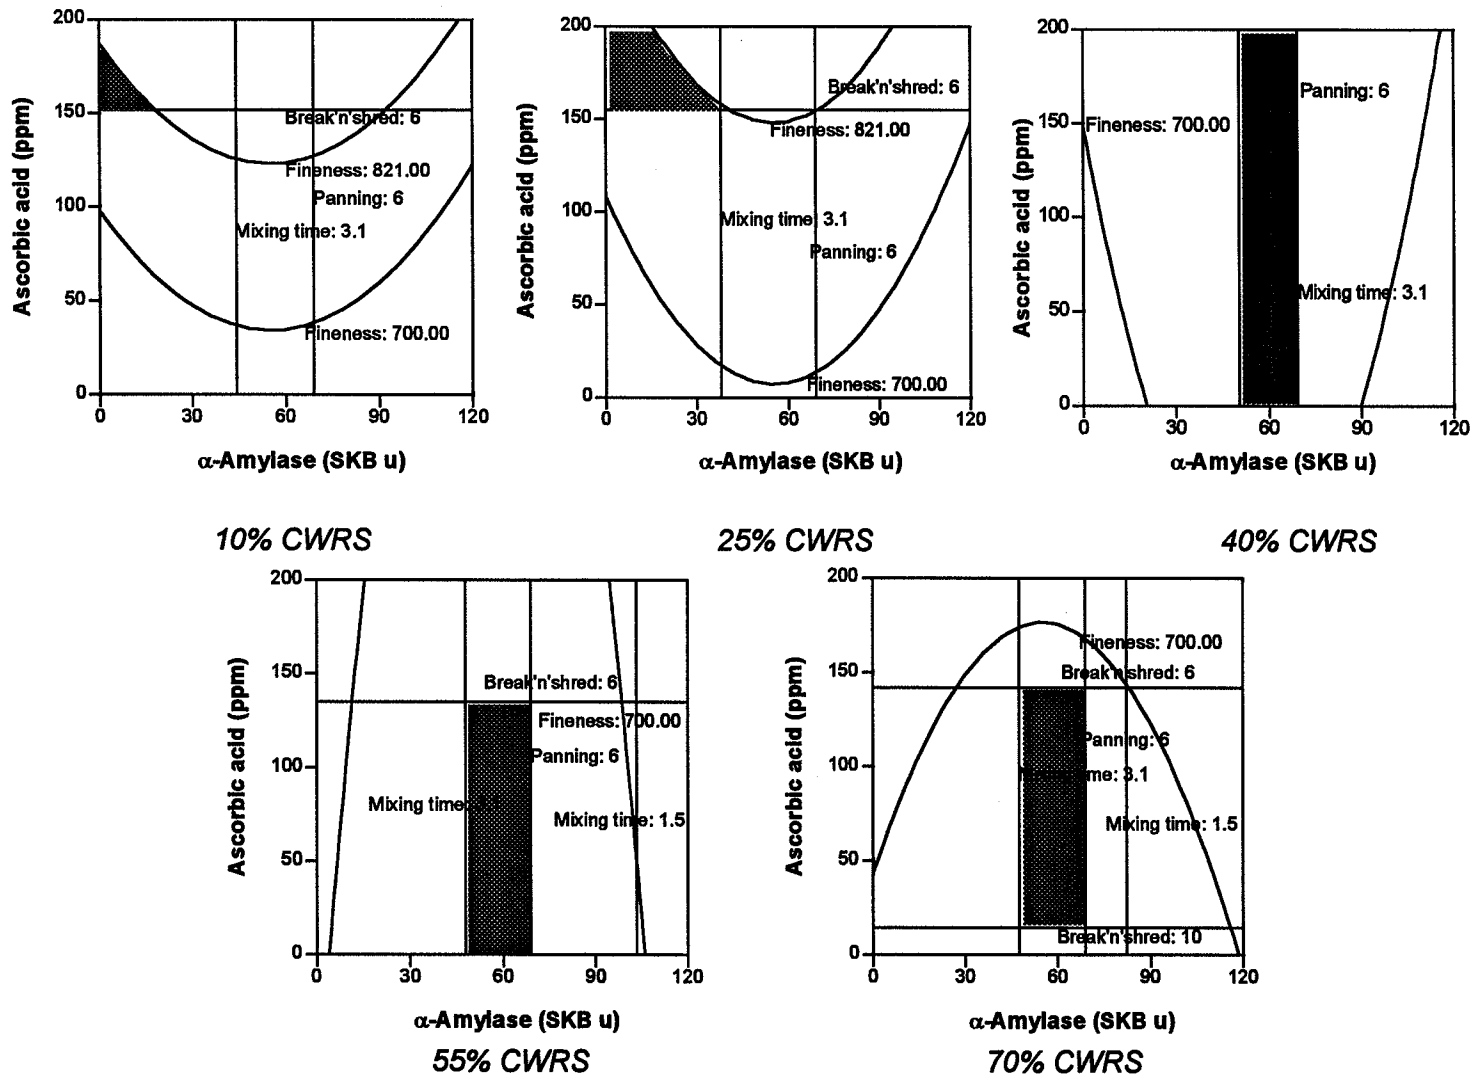 200
150
100
50
0
Ascorbic acid (ppm)
Break'n'shred: 6
Fineness: 821.00
Panning: 6
Mixing time: 3.1
Fineness: 700.00
0 30 60 90 120
α-Amylase (SKB u)
10% CWRS
200
150
100
50
0
Ascorbic acid (ppm)
Break'n'shred: 6
Fineness: 821.00
Mixing time: 3.1
Panning: 6
Fineness: 700.00
0 30 60 90 120
α-Amylase (SKB u)
25% CWRS
200
150
100
50
0
Ascorbic acid (ppm)
Panning: 6
Fineness: 700.00
Mixing time: 3.1
0 30 60 90 120
α-Amylase (SKB u)
40% CWRS
200
150
100
50
0
Ascorbic acid (ppm)
Break'n'shred: 6
Fineness: 700.00
Panning: 6
Mixing time:
Mixing time: 1.5
0 30 60 90 120
α-Amylase (SKB u)
55% CWRS
200
150
100
50
0
Ascorbic acid (ppm)
Fineness: 700.00
Break'n'shred: 6
Panning: 6
time: 3.1
Mixing time: 1.5
Break'n'shred: 10
0 30 60 90 120
α-Amylase (SKB u)
70% CWRS